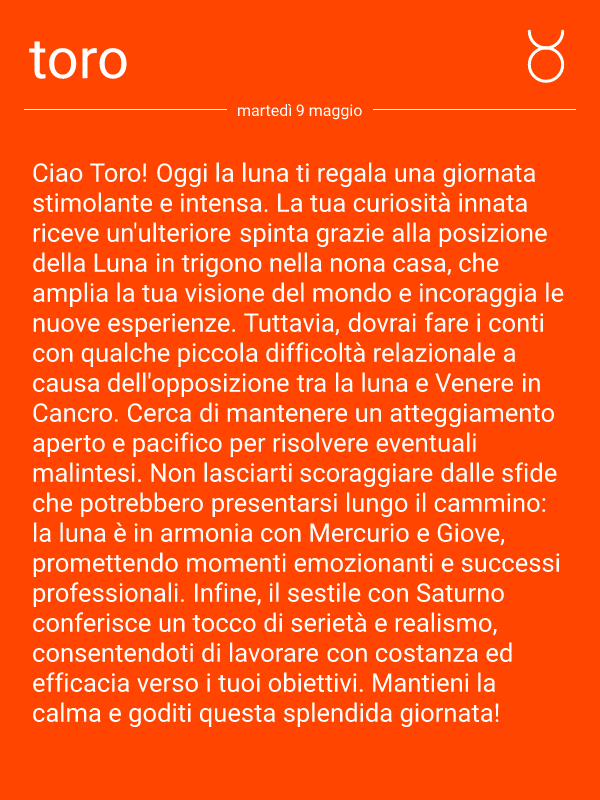 toro
martedì 9 maggio
Ciao Toro! Oggi la luna ti regala una giornata
stimolante e intensa. La tua curiosità innata
riceve un'ulteriore spinta grazie alla posizione
della Luna in trigono nella nona casa, che
amplia la tua visione del mondo e incoraggia le
nuove esperienze. Tuttavia, dovrai fare i conti
con qualche piccola difficoltà relazionale a
causa dell'opposizione tra la luna e Venere in
Cancro. Cerca di mantenere un atteggiamento
aperto e pacifico per risolvere eventuali
malintesi. Non lasciarti scoraggiare dalle sfide
che potrebbero presentarsi lungo il cammino:
la luna è in armonia con Mercurio e Giove,
promettendo momenti emozionanti e successi
professionali. Infine, il sestile con Saturno
conferisce un tocco di serietà e realismo,
consentendoti di lavorare con costanza ed
efficacia verso i tuoi obiettivi. Mantieni la
calma e goditi questa splendida giornata!